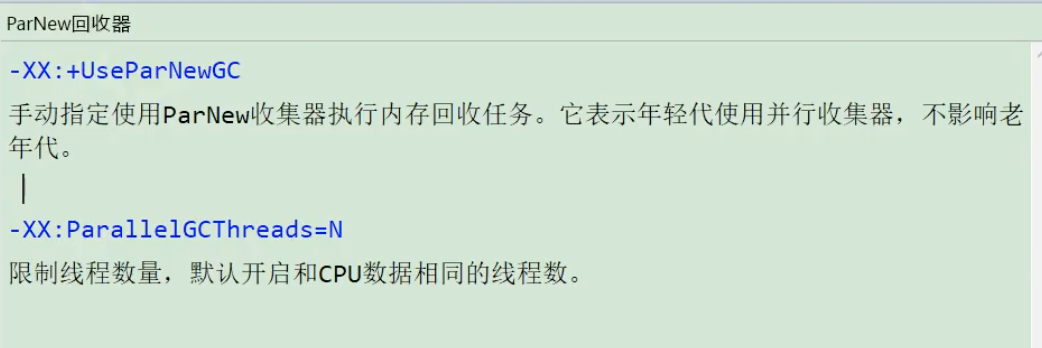 ParNew回收器
-XX:+UseParNewGC
手动指定使用ParNew收集器执行内存回收任务。它表示年轻代使用并行收集器，不影响老
年代。
-XX:ParallelGCThreads=N
限制线程数量，默认开启和CPU数据相同的线程数。